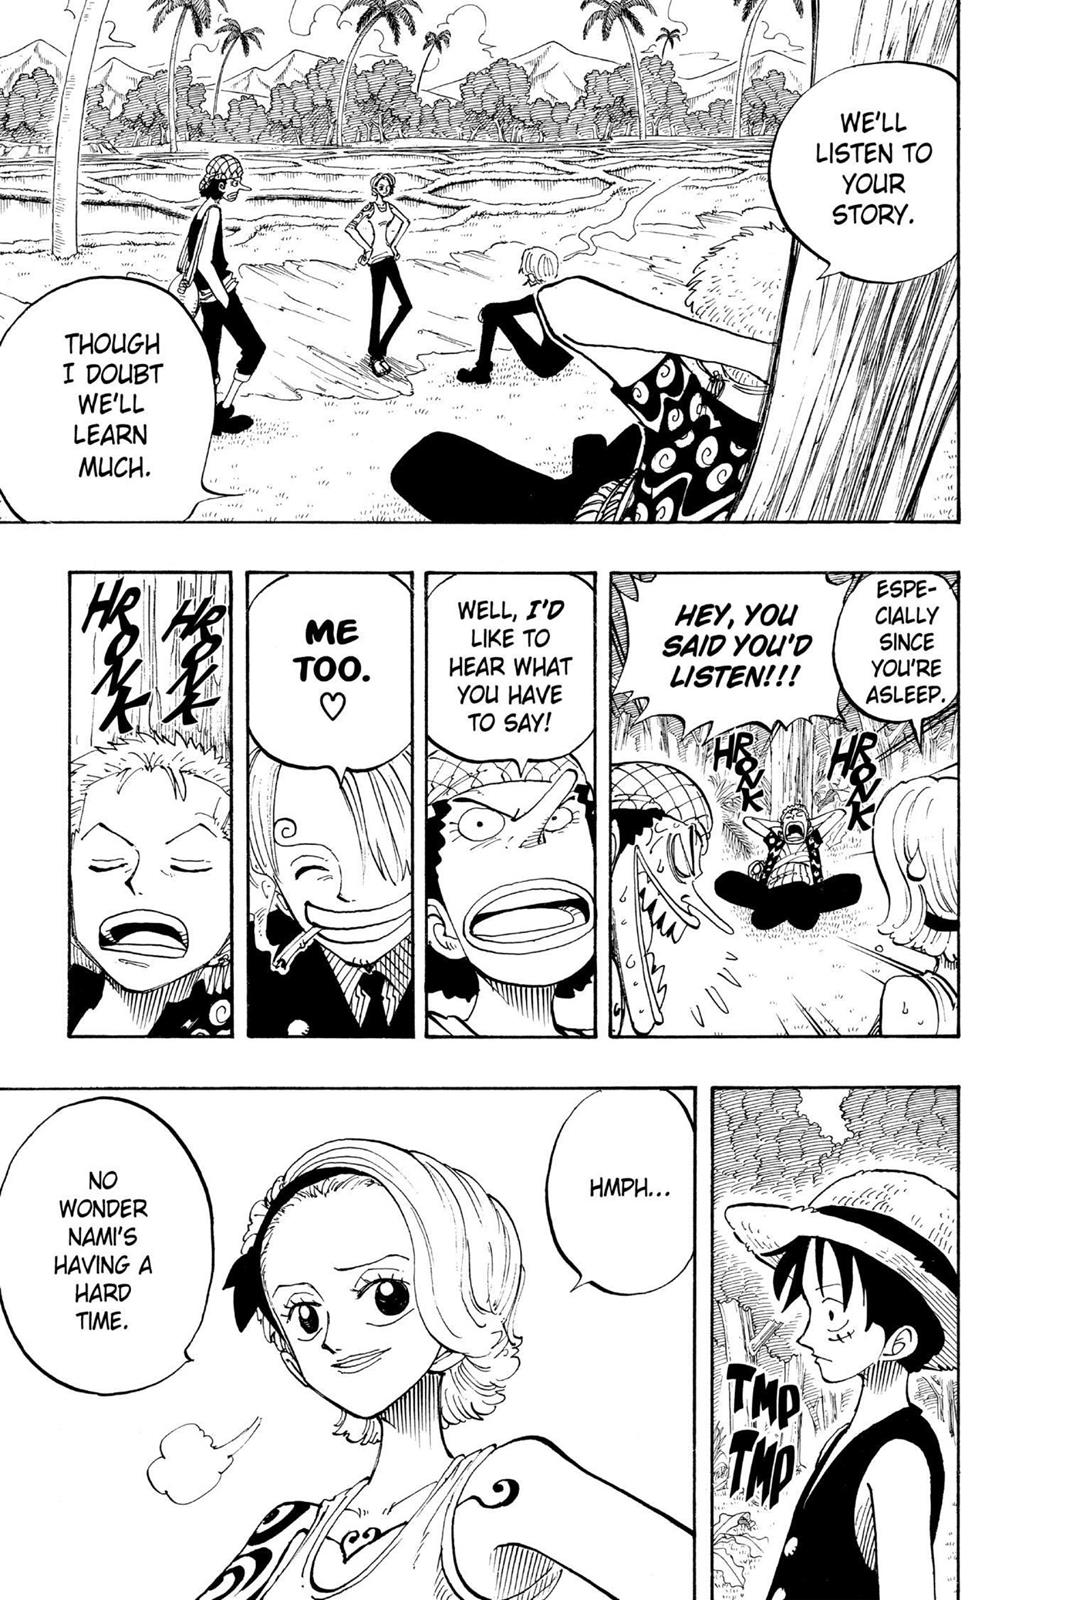 WE'LL
LISTEN TO
YOUR
STORY.
THOUGH
I DOUBT
WE'LL
LEARN
MUCH.
ESPE-
CIALLY
SINCE
YOU'RE
ASLEEP.
HEY, YOU
SAID YOU'D
LISTEN!!!
HRONK
HRONK
WELL, I'D
LIKE TO
HEAR WHAT
YOU HAVE
TO SAY!
ME
TOO.
♡
HRONK
HRONK
TMP
TMP
HMPH...
NO
WONDER
NAMI'S
HAVING A
HARD
TIME.